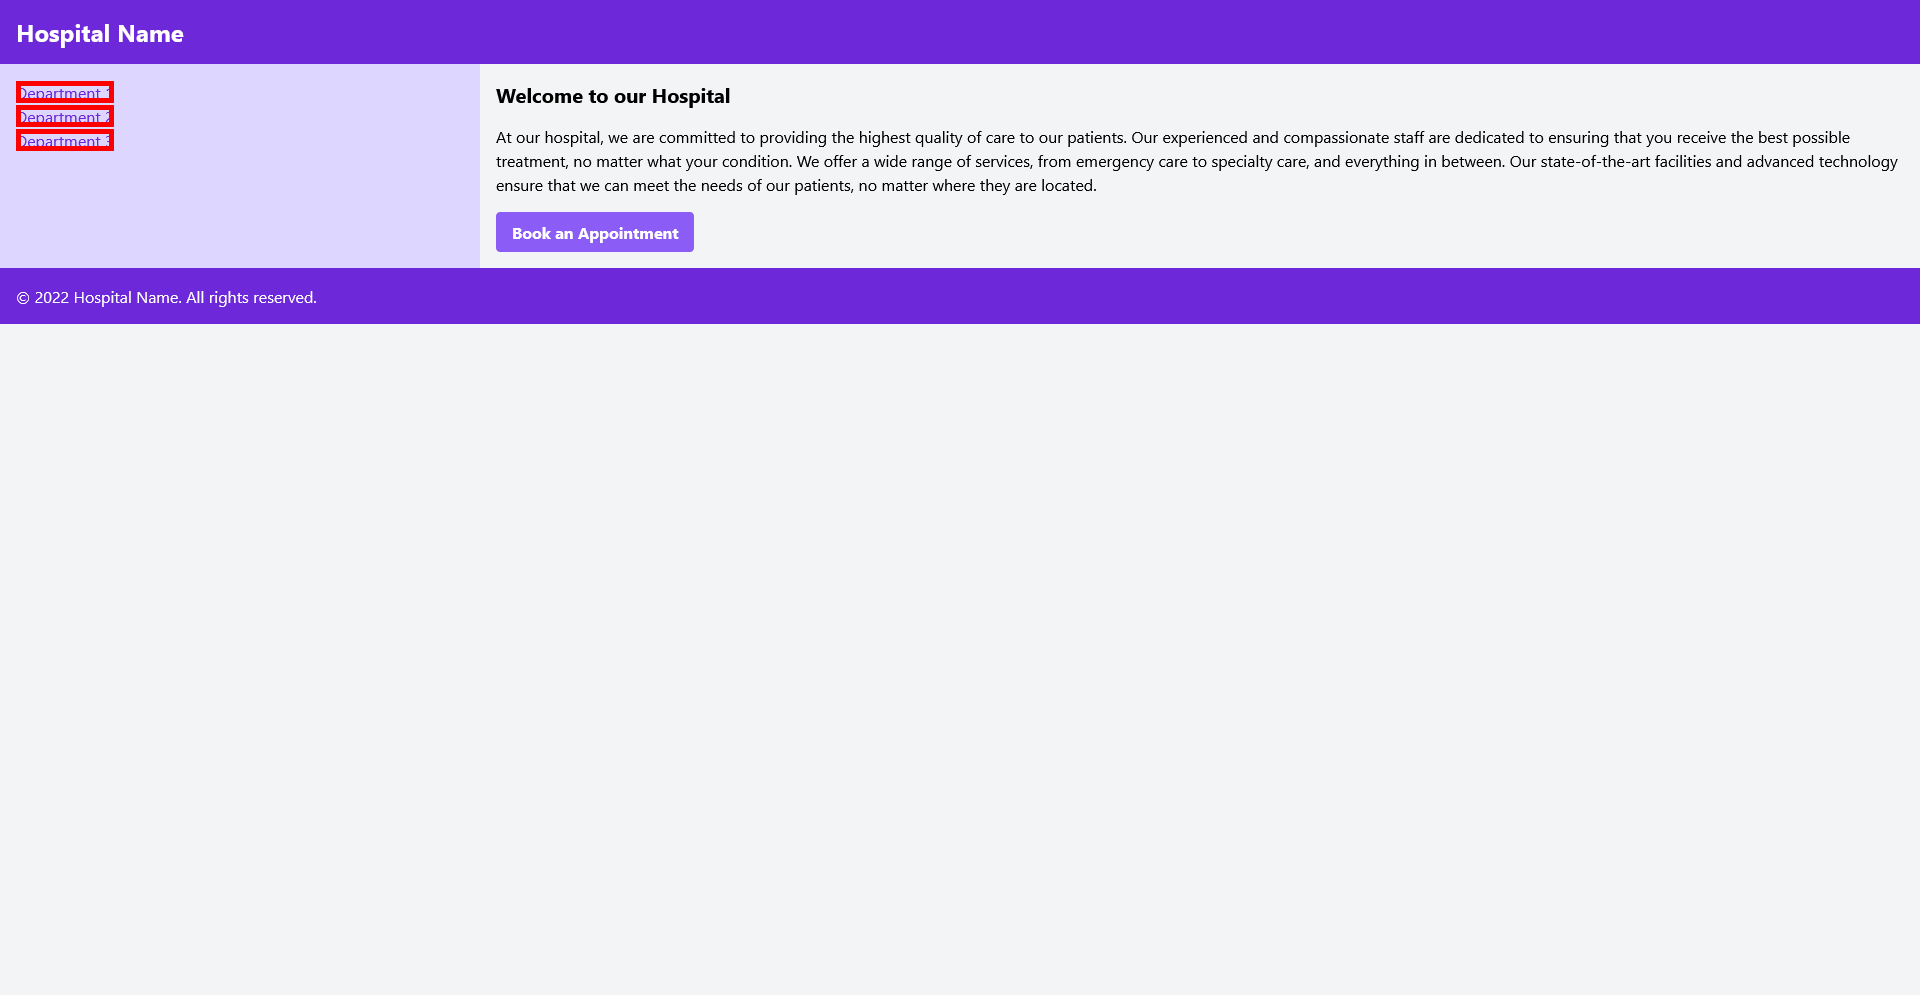 Hospital Name
Department 1
Department 2
Department 3
Welcome to our Hospital
At our hospital, we are committed to providing the highest quality of care to our patients. Our experienced and compassionate staff are dedicated to ensuring that you receive the best possible
treatment, no matter what your condition. We offer a wide range of services, from emergency care to specialty care, and everything in between. Our state-of-the-art facilities and advanced technology
ensure that we can meet the needs of our patients, no matter where they are located.
Book an Appointment
© 2022 Hospital Name. All rights reserved.